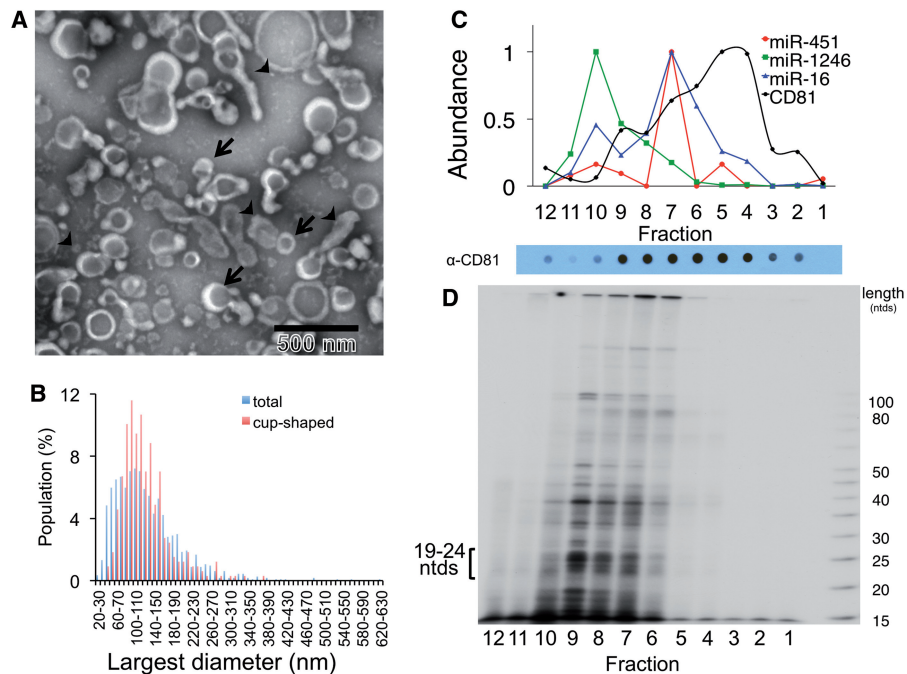 A
500 nm
B
12
8
4
0
Population (%)
total
cup-shaped
20-30
60-70
100-110
140-150
180-190
220-230
260-270
300-310
340-350
380-390
420-430
460-470
500-510
540-550
580-590
620-630
Largest diameter (nm)
C
1
0.5
0
Abundance
miR-451
miR-1246
miR-16
CD81
12 11 10 9 8 7 6 5 4 3 2 1
Fraction
α-CD81
D
length
(ntds)
100
80
50
40
30
25
20
15
19-24
ntds
12 11 10 9 8 7 6 5 4 3 2 1
Fraction